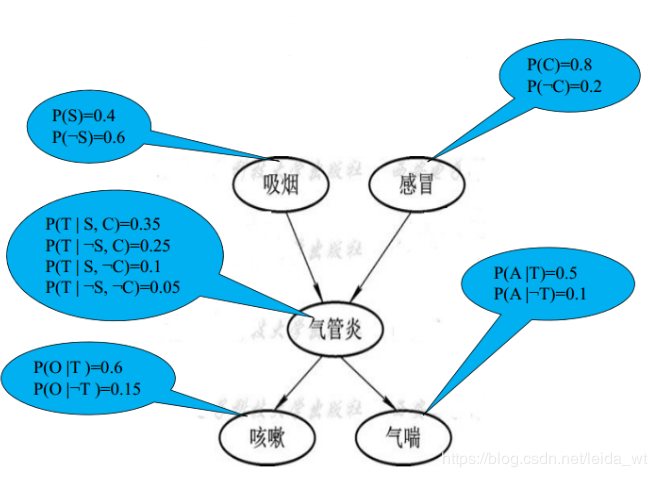 P(C)=0.8
P(¬C)=0.2
P(S)=0.4
P(¬S)=0.6
吸烟
感冒
P(T | S, C)=0.35
P(T | ¬S, C)=0.25
P(T | S, ¬C)=0.1
P(T | ¬S, ¬C)=0.05
P(A |T)=0.5
P(A |¬T)=0.1
气管炎
P(O |T )=0.6
P(O |¬T )=0.15
咳嗽
气喘
https://blog.csdn.net/leida_wt